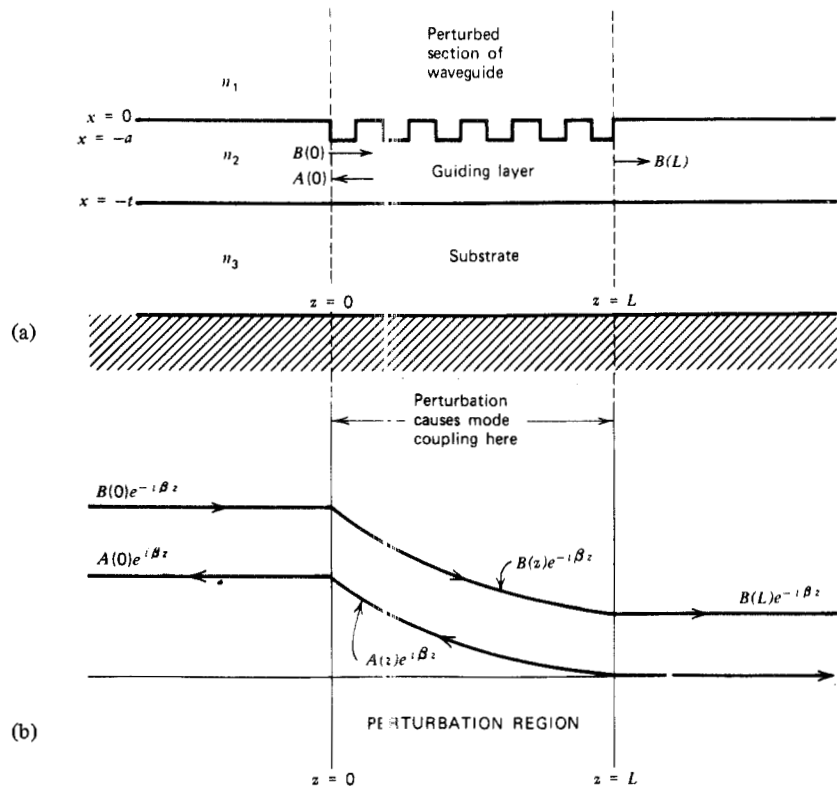 Perturbed
section of
waveguide
n₁
x = 0
x = −a
n₂
B(0)
A(0)
Guiding layer
B(L)
x = −t
n₃
Substrate
z = 0
z = L
(a)
Perturbation
causes mode
coupling here
B(0)e^{−iβz}
A(0)e^{iβz}
B(z)e^{−iβz}
B(L)e^{−iβz}
A(z)e^{iβz}
(b)
PERTURBATION REGION
z = 0
z = L